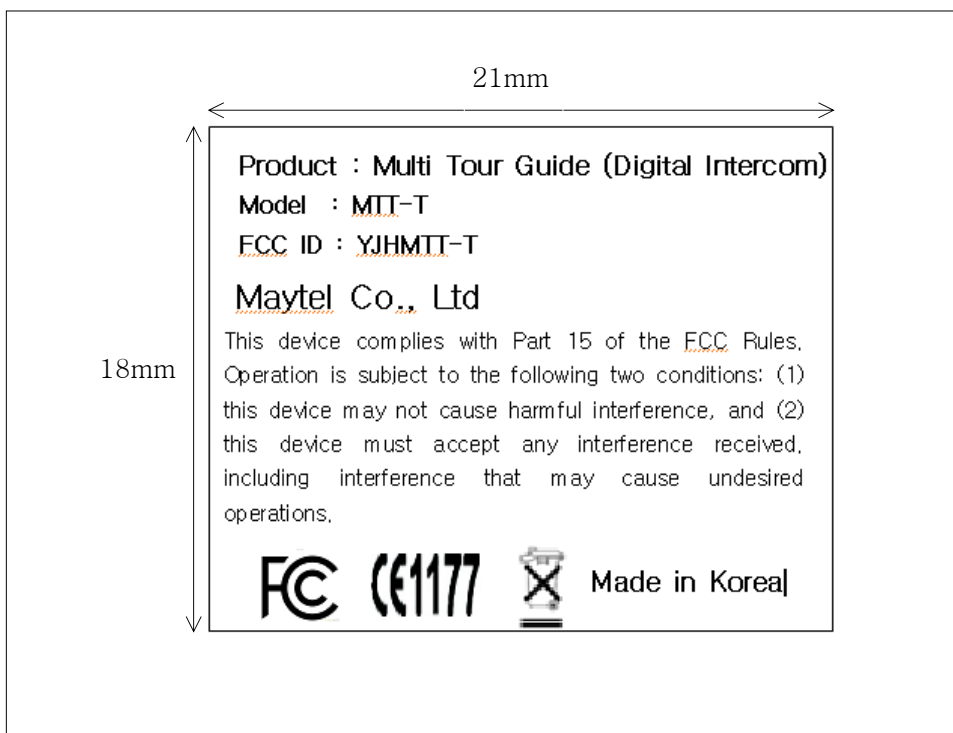 21mm
Product : Multi Tour Guide (Digital Intercom)
Model : MTT-T
FCC ID : YJHMTT-T
Maytel Co., Ltd
18mm
This device complies with Part 15 of the FCC Rules.
Operation is subject to the following two conditions: (1)
this device may not cause harmful interference, and (2)
this device must accept any interference received,
including interference that may cause undesired
operations.
FC CE1177 Made in Korea